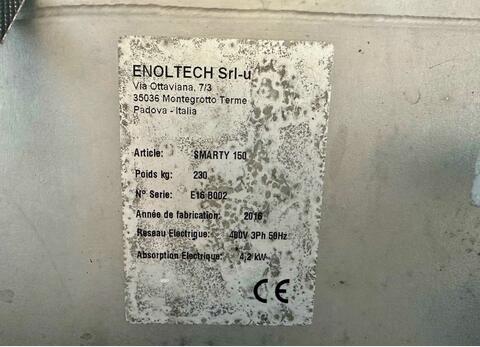 ENOLTECH Srl-u
Via Ottaviana, 7/3
35036 Montegrotto Terme
Padova - Italia
Article: SMARTY 150
Poids kg: 230
N° Serie: E16 B002
Année de fabrication: 2016
Reseau Electrique: 400V 3Ph 50Hz
Absorption Electrique: 4,2 kW
CE